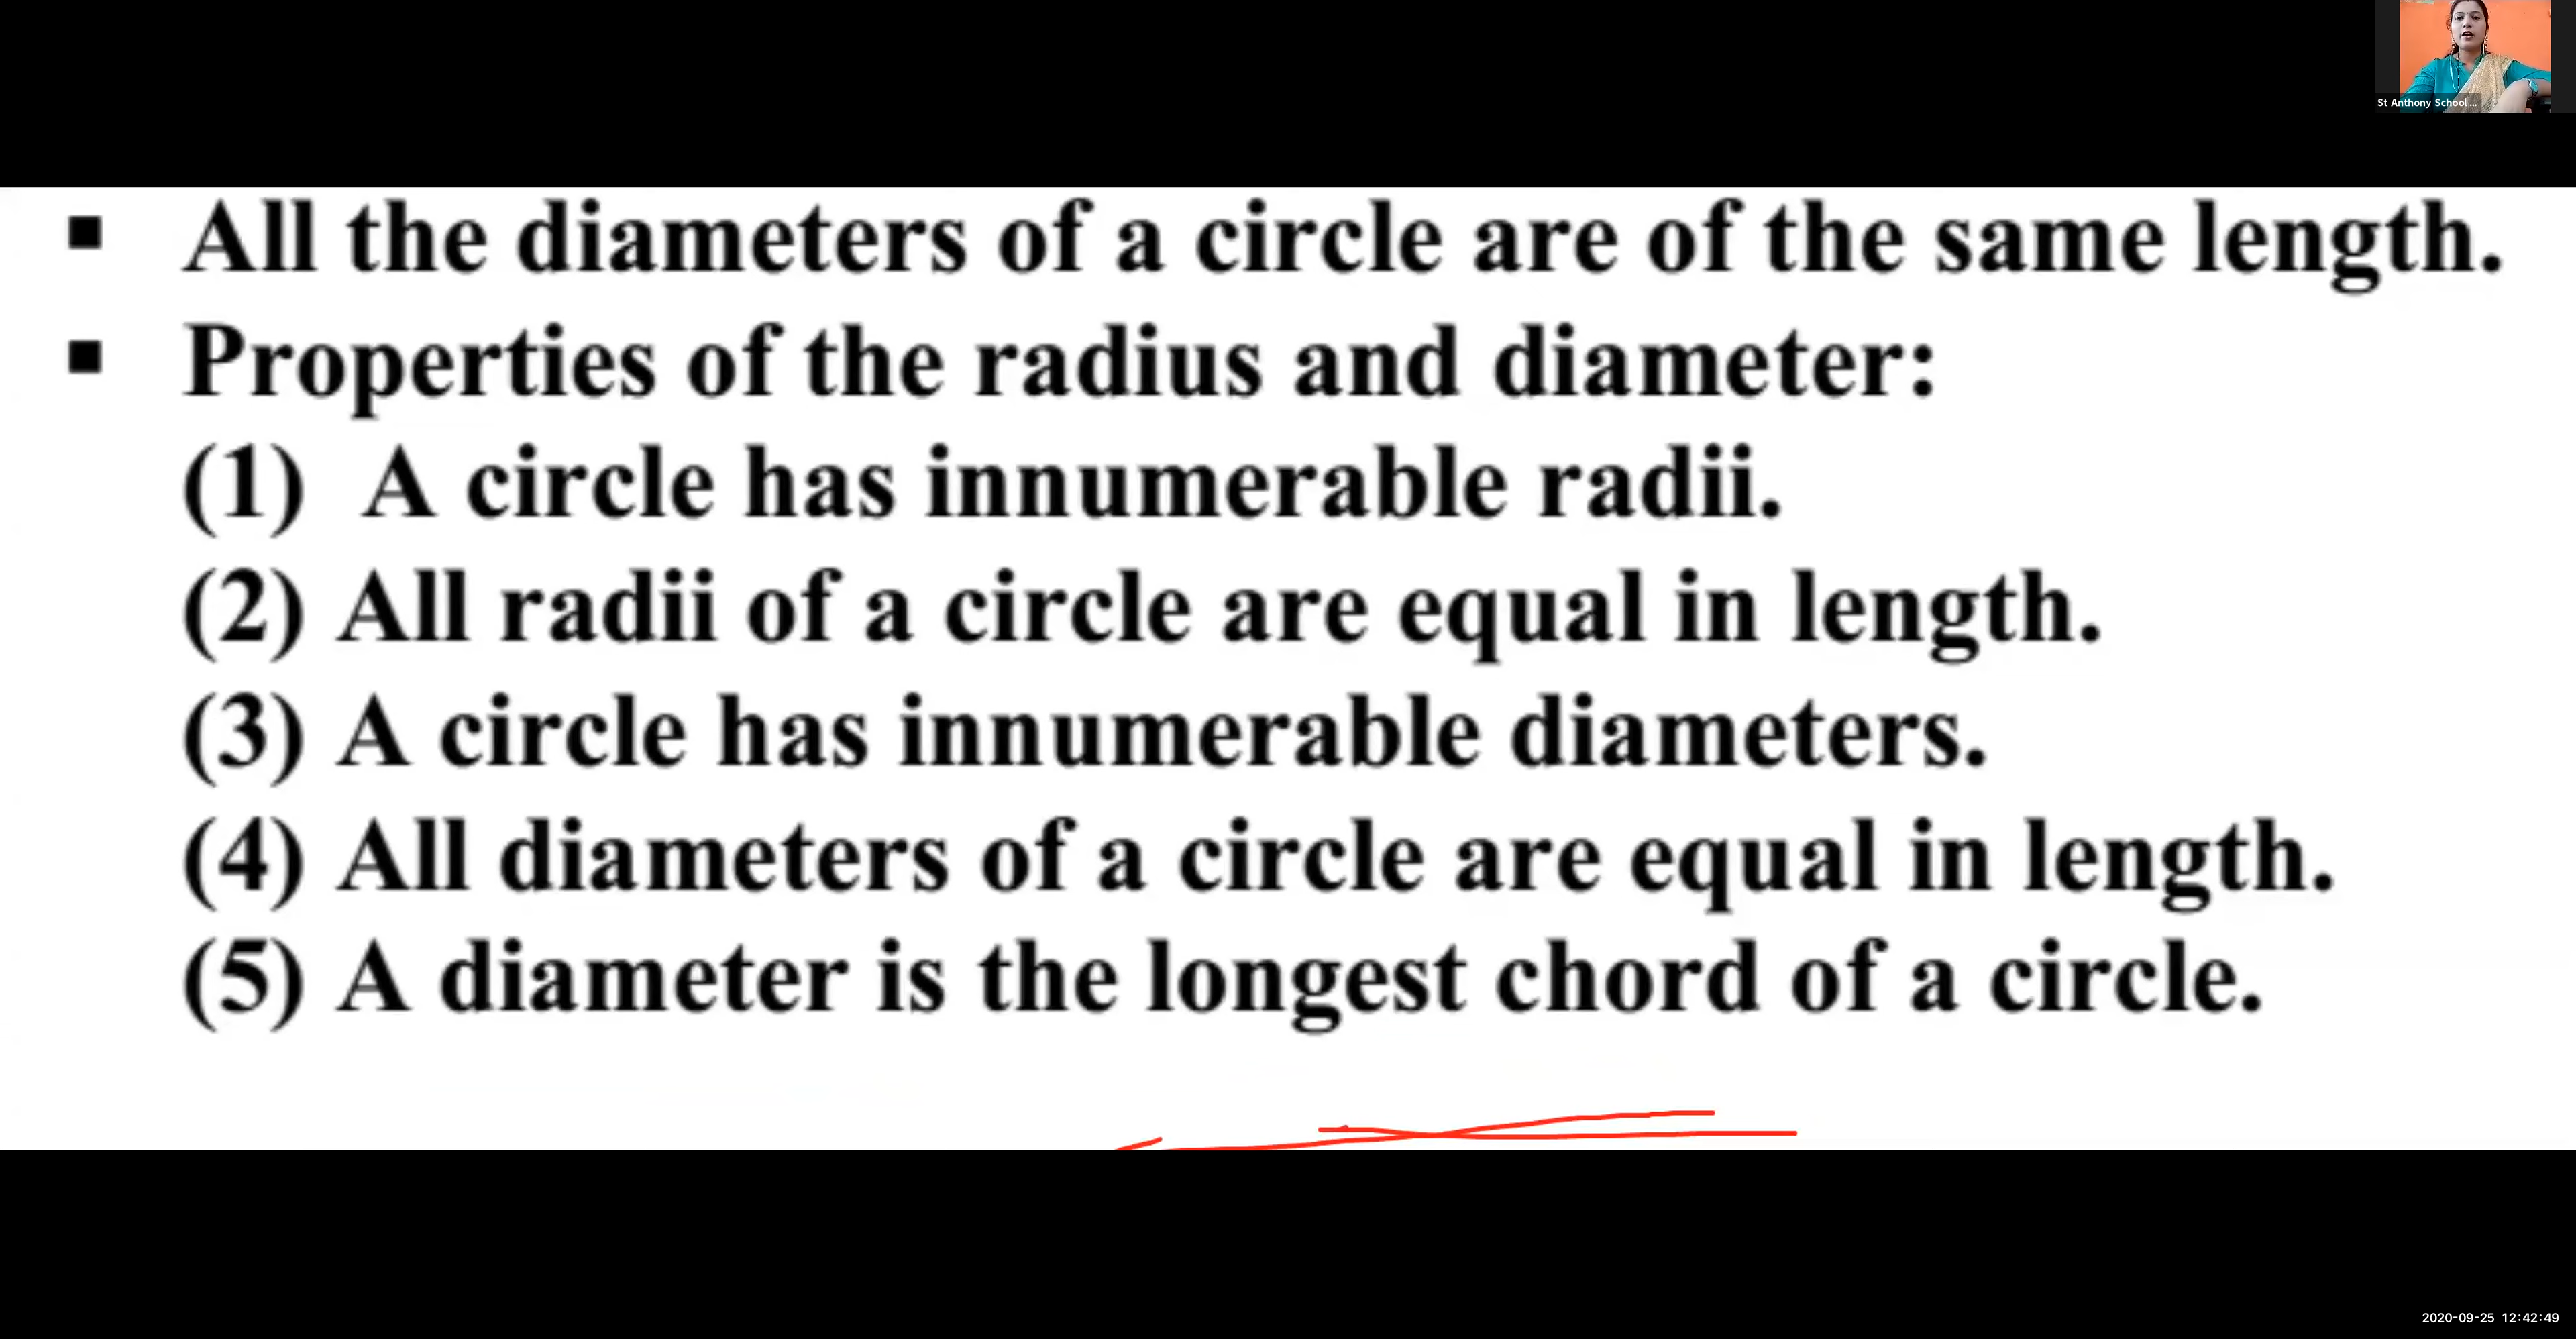 St Anthony School ...
▪ All the diameters of a circle are of the same length.
▪ Properties of the radius and diameter:
(1) A circle has innumerable radii.
(2) All radii of a circle are equal in length.
(3) A circle has innumerable diameters.
(4) All diameters of a circle are equal in length.
(5) A diameter is the longest chord of a circle.
2020-09-25 12:42:49